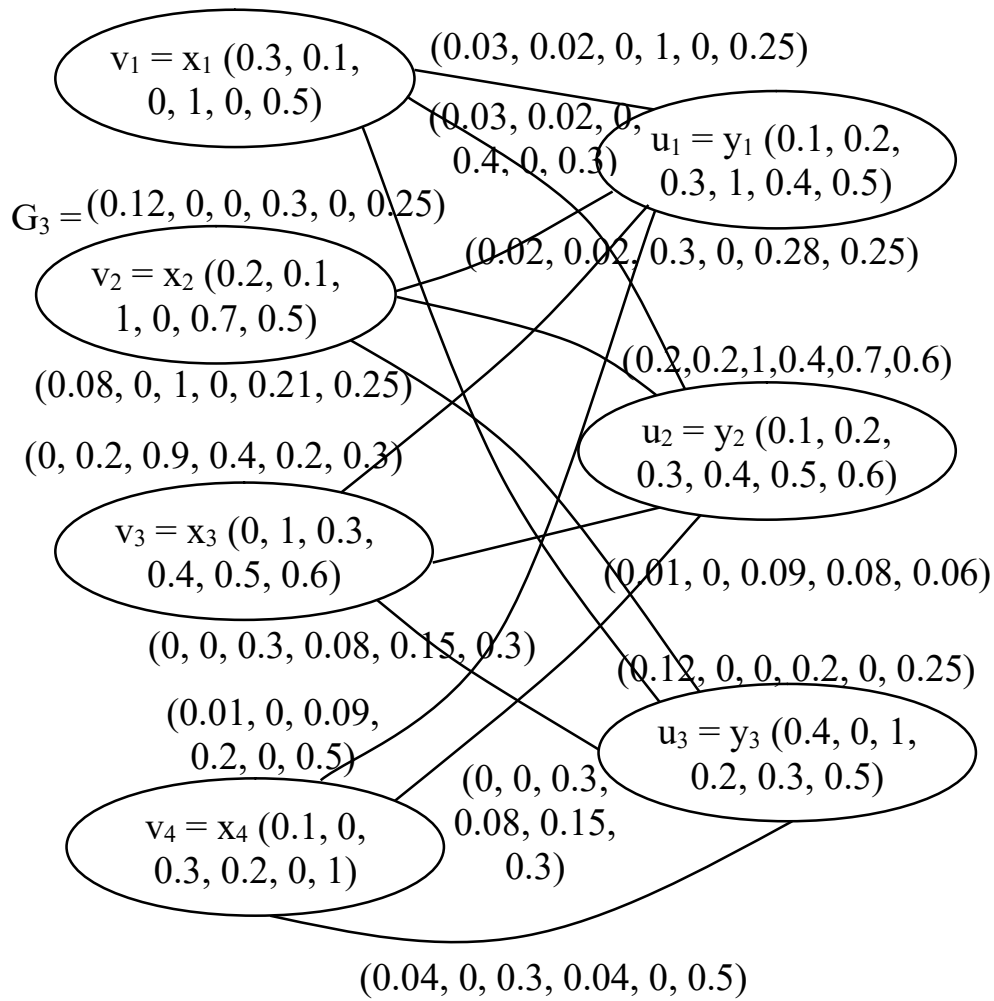 v₁ = x₁ (0.3, 0.1,
0, 1, 0, 0.5)
(0.03, 0.02, 0, 1, 0, 0.25)
(0.03, 0.02, 0,
0.4, 0, 0.3)
u₁ = y₁ (0.1, 0.2,
0.3, 1, 0.4, 0.5)
G₃ =
(0.12, 0, 0, 0.3, 0, 0.25)
(0.02, 0.02, 0.3, 0, 0.28, 0.25)
v₂ = x₂ (0.2, 0.1,
1, 0, 0.7, 0.5)
(0.2,0.2,1,0.4,0.7,0.6)
(0.08, 0, 1, 0, 0.21, 0.25)
u₂ = y₂ (0.1, 0.2,
0.3, 0.4, 0.5, 0.6)
(0, 0.2, 0.9, 0.4, 0.2, 0.3)
v₃ = x₃ (0, 1, 0.3,
0.4, 0.5, 0.6)
(0.01, 0, 0.09, 0.08, 0.06)
(0, 0, 0.3, 0.08, 0.15, 0.3)
(0.12, 0, 0, 0.2, 0, 0.25)
(0.01, 0, 0.09,
0.2, 0, 0.5)
u₃ = y₃ (0.4, 0, 1,
0.2, 0.3, 0.5)
(0, 0, 0.3,
0.08, 0.15,
0.3)
v₄ = x₄ (0.1, 0,
0.3, 0.2, 0, 1)
(0.04, 0, 0.3, 0.04, 0, 0.5)